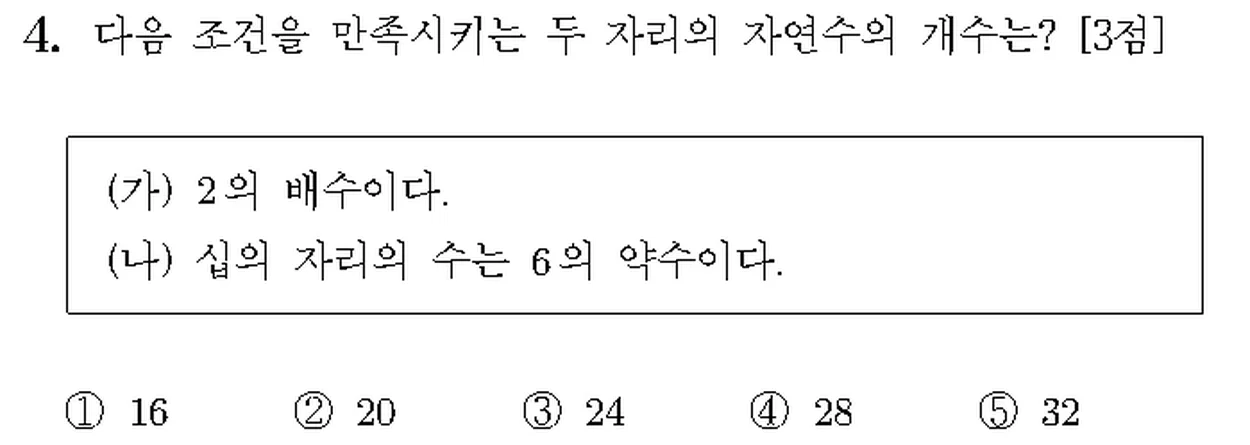 4. 다음 조건을 만족시키는 두 자리의 자연수의 개수는? [3점]
(가) 2의 배수이다.
(나) 십의 자리의 수는 6의 약수이다.
① 16 ② 20 ③ 24 ④ 28 ⑤ 32